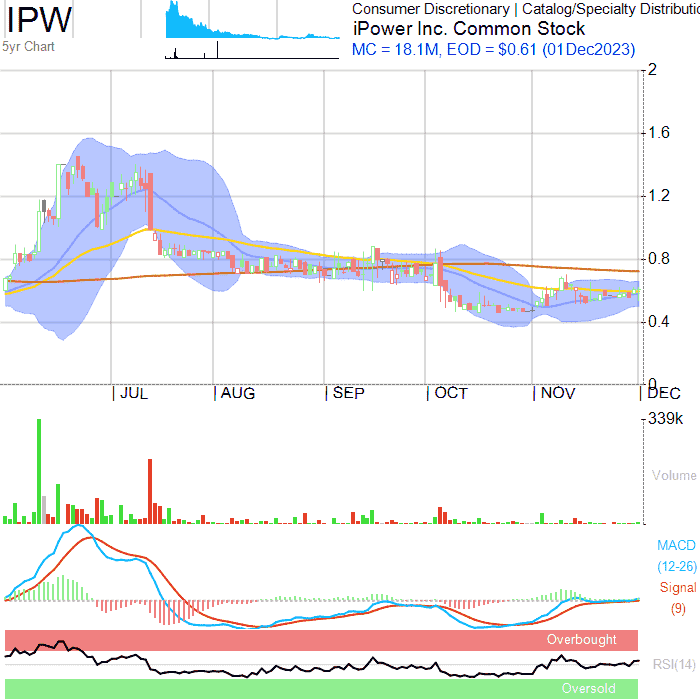 IPW
5yr Chart
Consumer Discretionary | Catalog/Specialty Distributio
iPower Inc. Common Stock
MC = 18.1M, EOD = $0.61 (01Dec2023)
2
1.6
1.2
0.8
0.4
0
JUL AUG SEP OCT NOV DEC
339k
Volume
MACD
(12-26)
Signal
(9)
Overbought
RSI(14)
Oversold